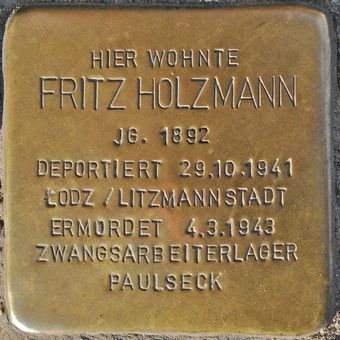 HIER WOHNTE
FRITZ HOLZMANN
JG. 1892
DEPORTIERT 29.10.1941
ŁODZ / LITZMANNSTADT
ERMORDET 4.3.1943
ZWANGSARBEITERLAGER
PAULSECK